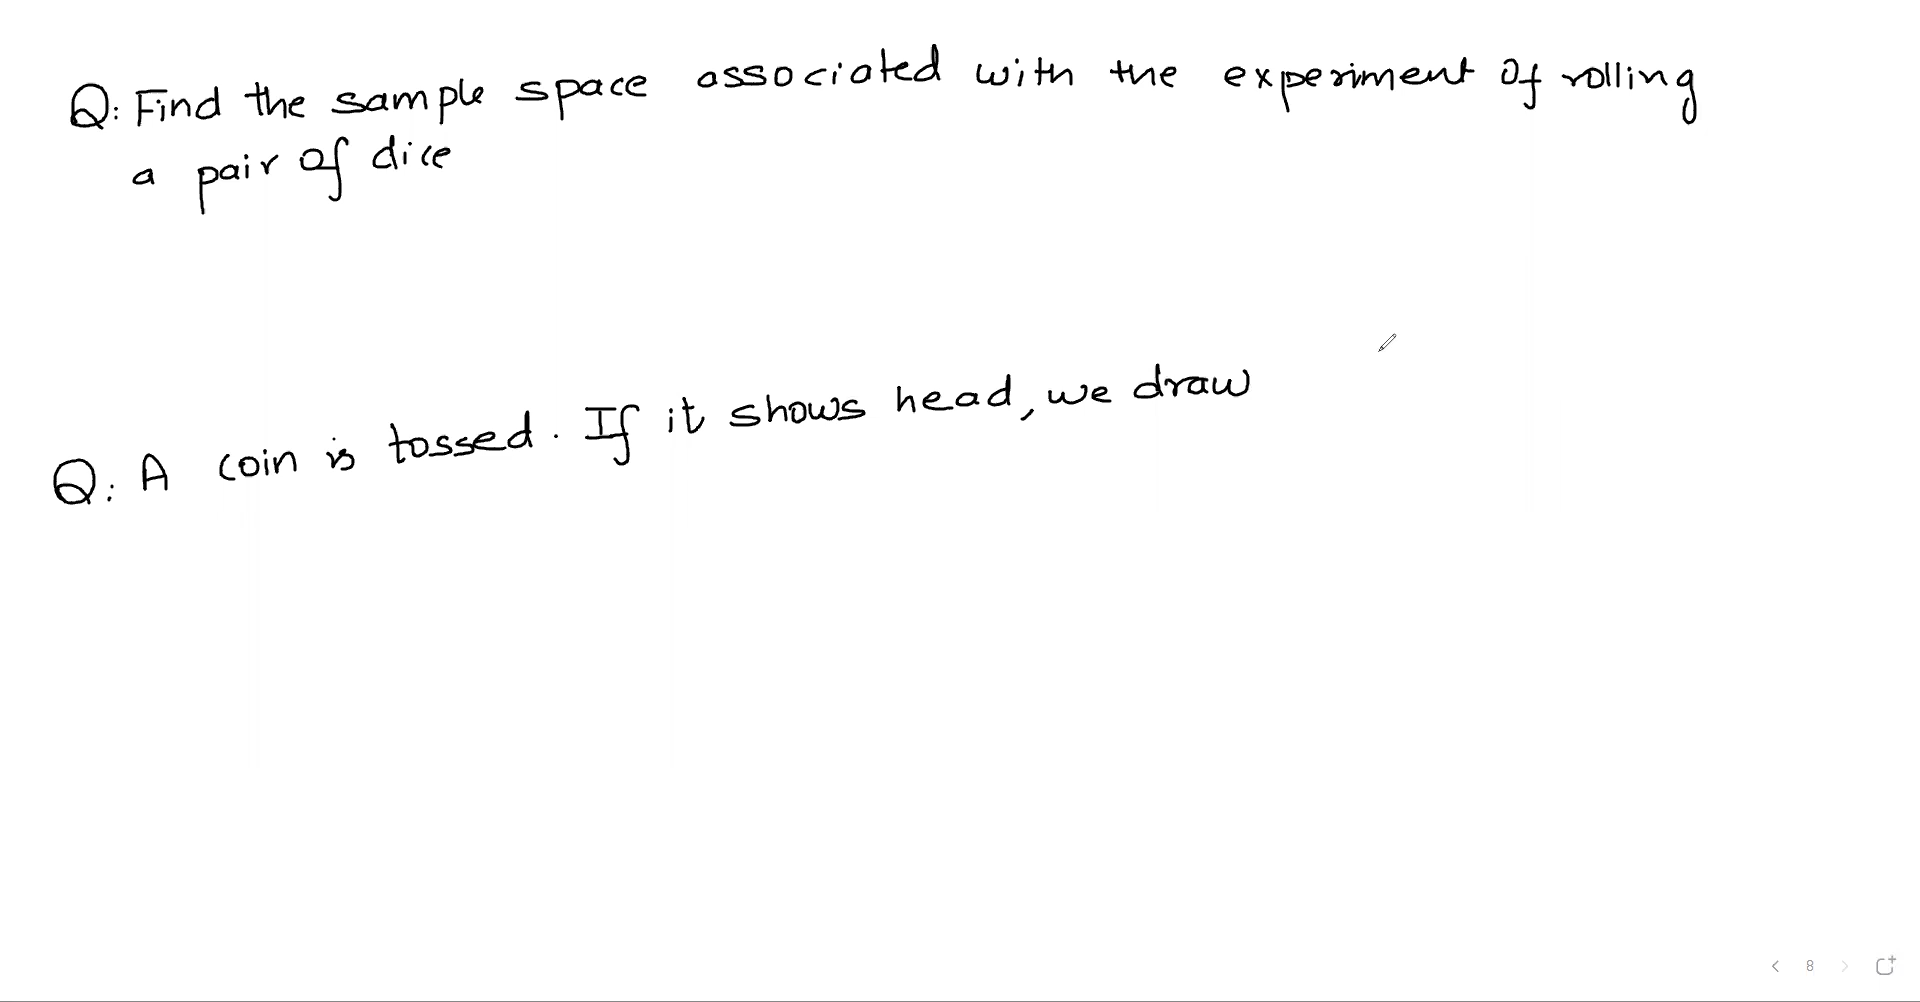 Q: Find the sample space associated with the experiment of rolling
a pair of dice
Q: A coin is tossed. If it shows head, we draw
8